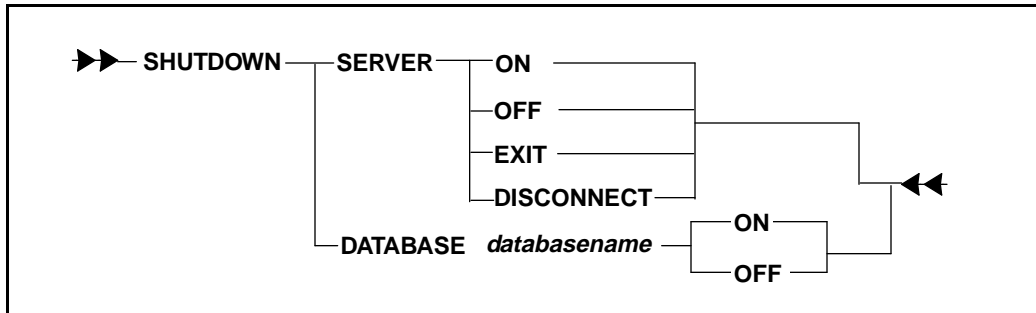 SHUTDOWN SERVER ON
OFF
EXIT
DISCONNECT
DATABASE databasename ON
OFF